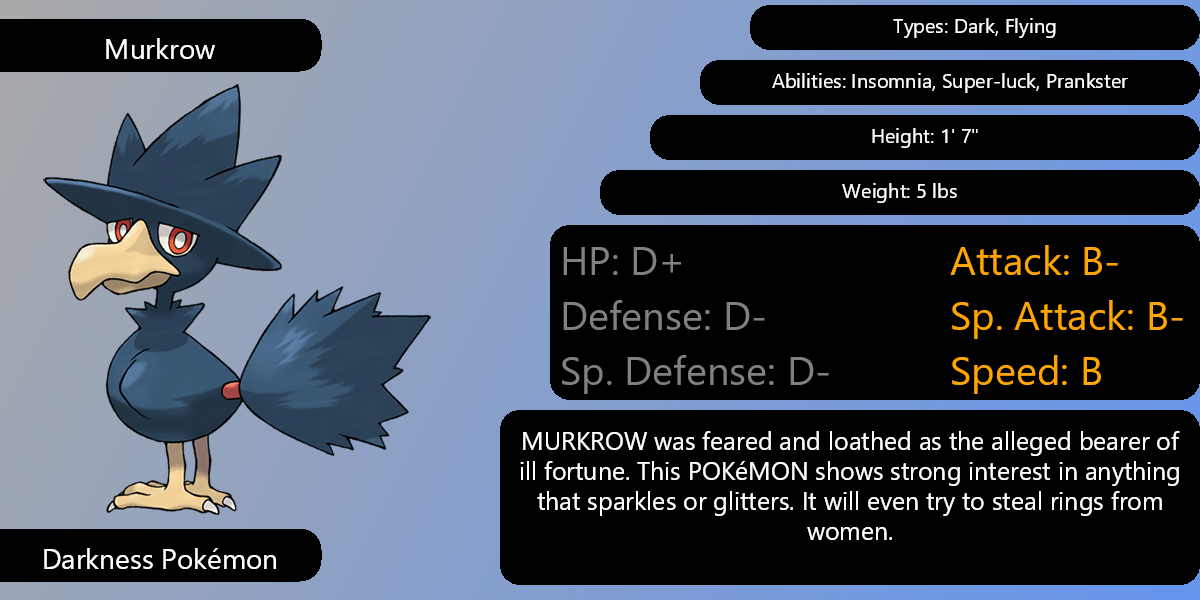 Murkrow
Types: Dark, Flying
Abilities: Insomnia, Super-luck, Prankster
Height: 1' 7"
Weight: 5 lbs
HP: D+
Attack: B-
Defense: D-
Sp. Attack: B-
Sp. Defense: D-
Speed: B
MURKROW was feared and loathed as the alleged bearer of
ill fortune. This POKéMON shows strong interest in anything
that sparkles or glitters. It will even try to steal rings from
women.
Darkness Pokémon